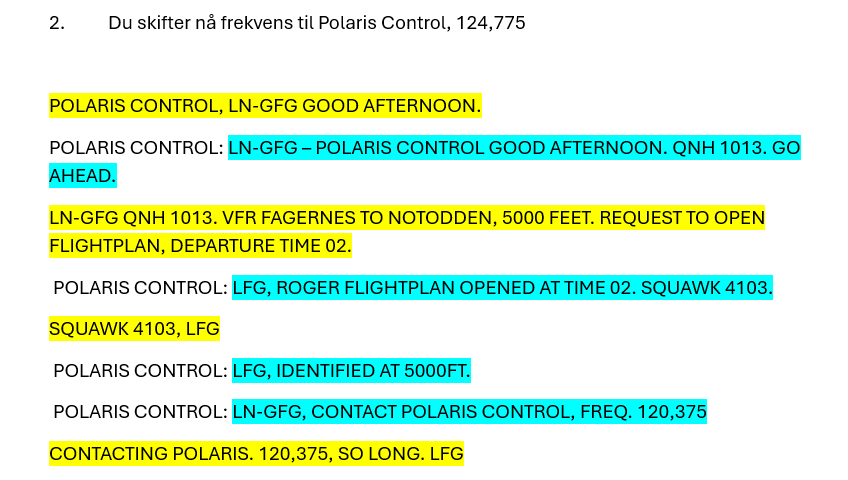 2. Du skifter nå frekvens til Polaris Control, 124,775
POLARIS CONTROL, LN-GFG GOOD AFTERNOON.
POLARIS CONTROL: LN-GFG – POLARIS CONTROL GOOD AFTERNOON. QNH 1013. GO
AHEAD.
LN-GFG QNH 1013. VFR FAGERNES TO NOTODDEN, 5000 FEET. REQUEST TO OPEN
FLIGHTPLAN, DEPARTURE TIME 02.
POLARIS CONTROL: LFG, ROGER FLIGHTPLAN OPENED AT TIME 02. SQUAWK 4103.
SQUAWK 4103, LFG
POLARIS CONTROL: LFG, IDENTIFIED AT 5000FT.
POLARIS CONTROL: LN-GFG, CONTACT POLARIS CONTROL, FREQ. 120,375
CONTACTING POLARIS. 120,375, SO LONG. LFG